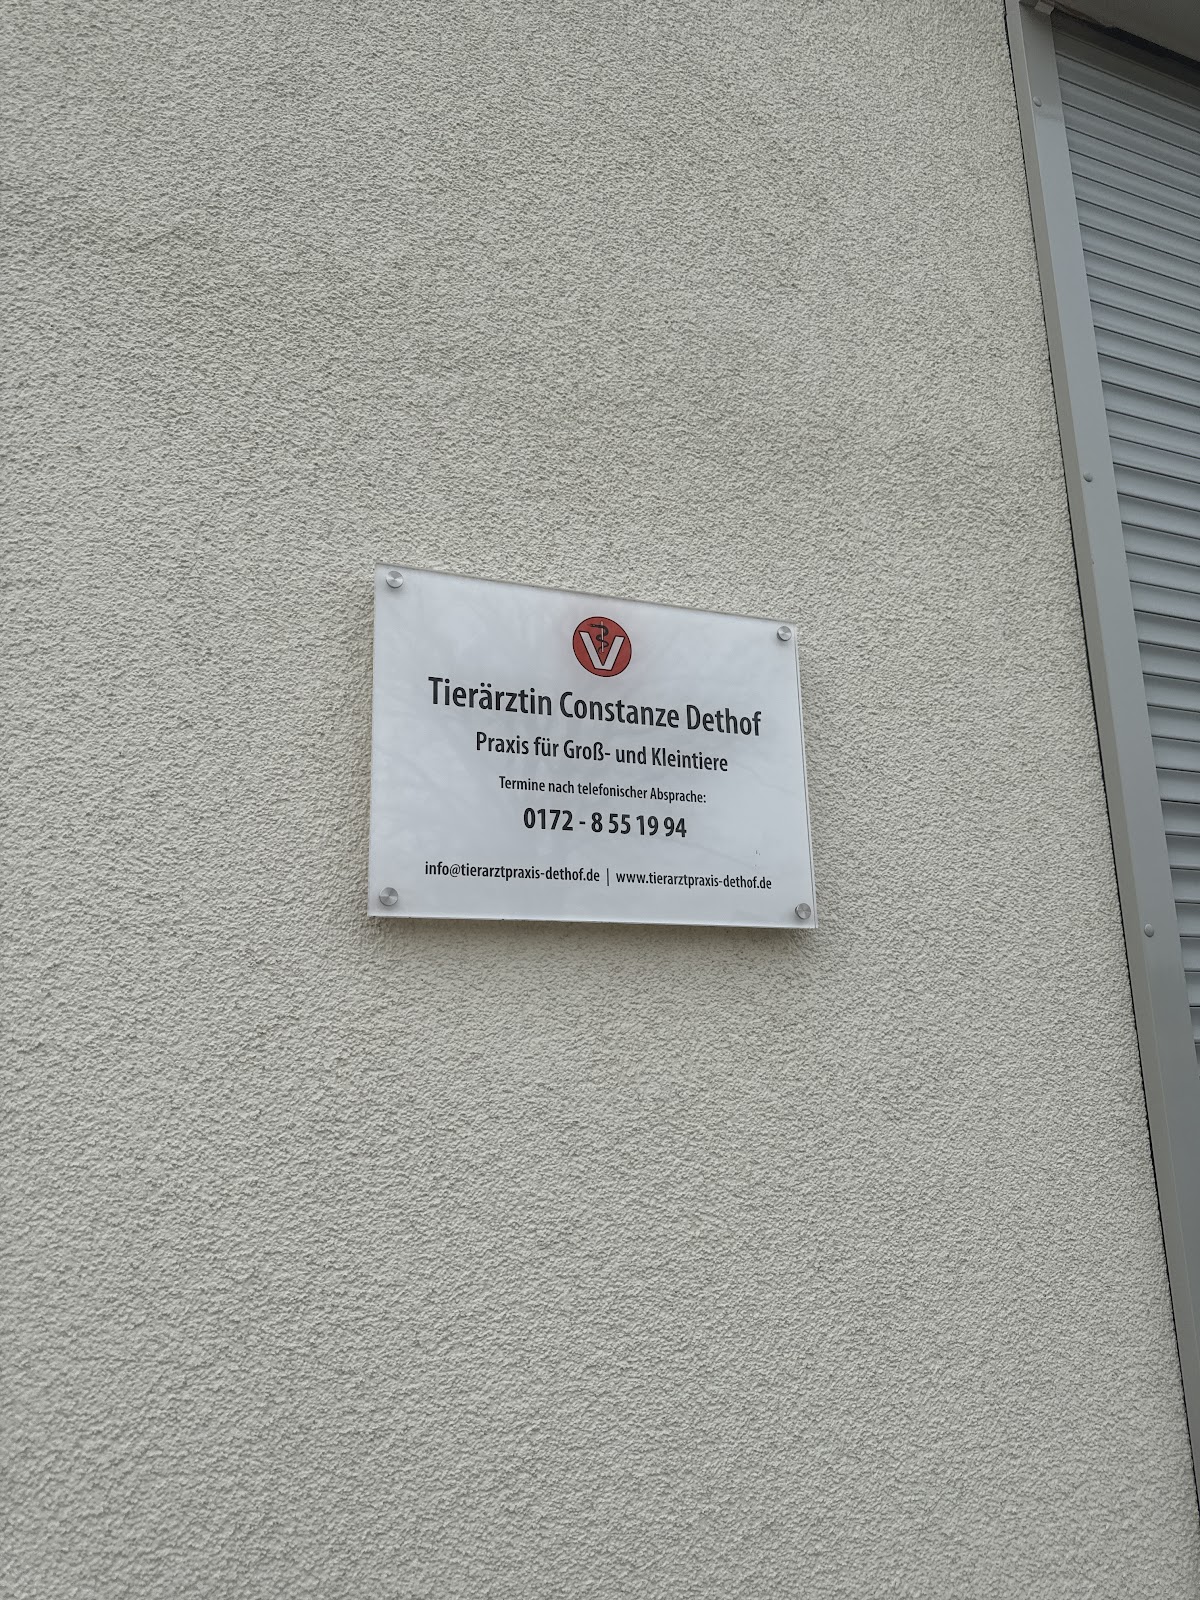 V
Tierärztin Constanze Dethof
Praxis für Groß- und Kleintiere
Termine nach telefonischer Absprache:
0172 - 8 55 19 94
info@tierarztpraxis-dethof.de | www.tierarztpraxis-dethof.de